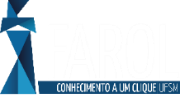 FAROL
CONHECIMENTO A UM CLIQUE UFSM